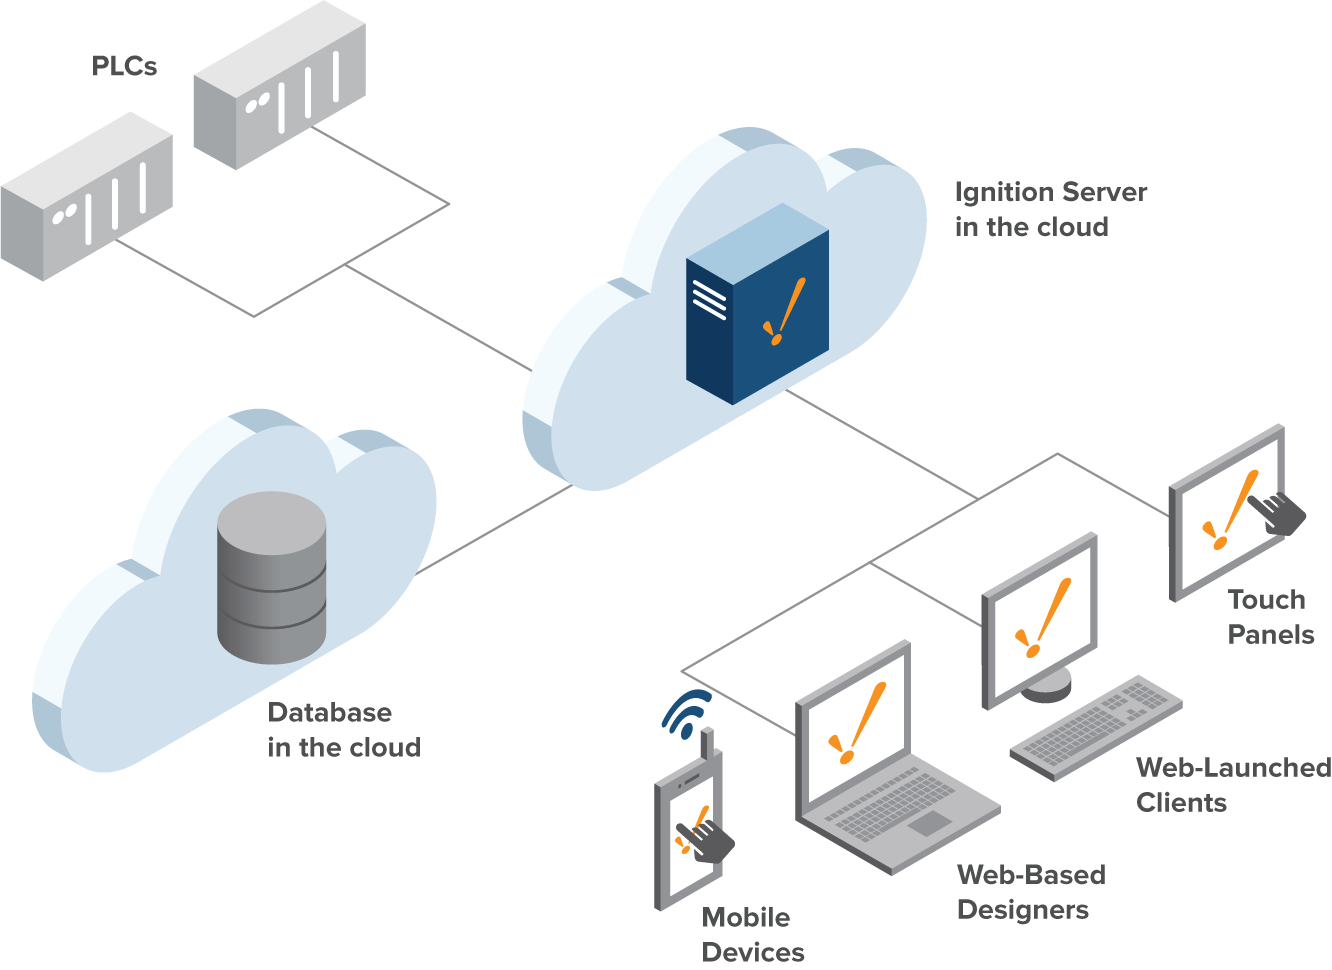 PLCs
Ignition Server
in the cloud
Touch
Panels
Database
in the cloud
Web-Launched
Clients
Web-Based
Designers
Mobile
Devices